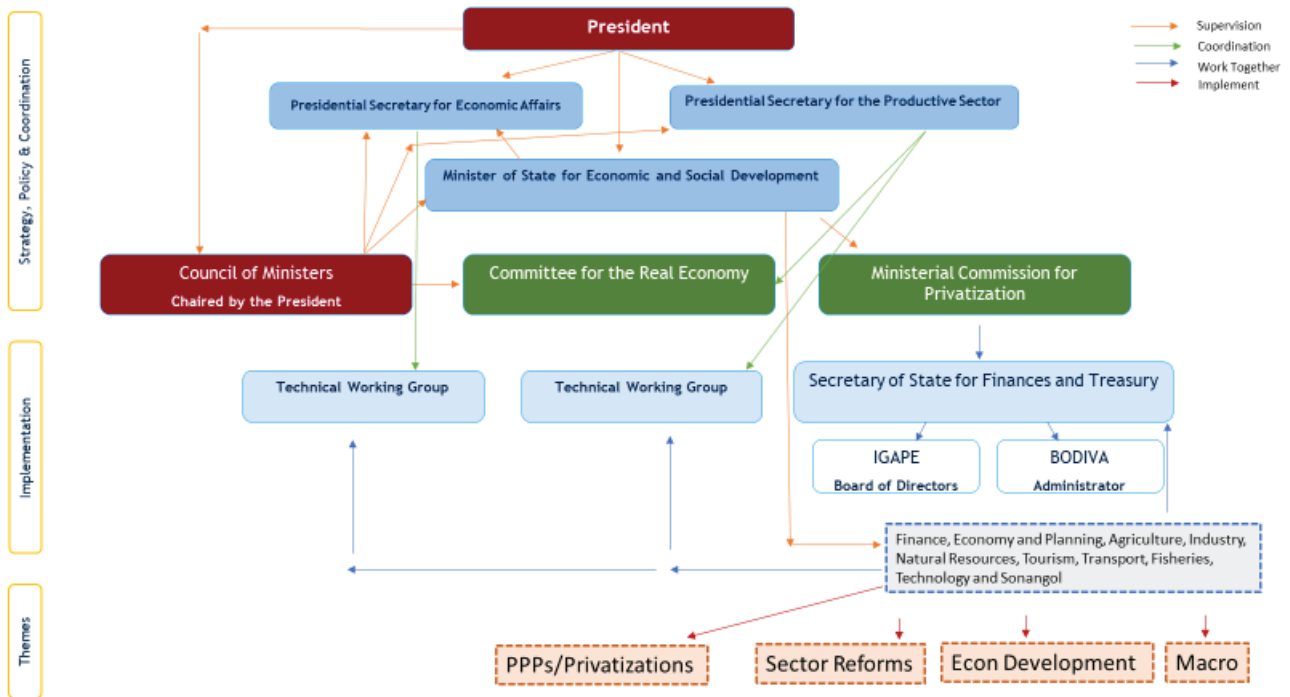 President
Supervision
Coordination
Work Together
Implement
Strategy, Policy & Coordination
Presidential Secretary for Economic Affairs
Presidential Secretary for the Productive Sector
Minister of State for Economic and Social Development
Council of Ministers
Chaired by the President
Committee for the Real Economy
Ministerial Commission for
Privatization
Implementation
Technical Working Group
Technical Working Group
Secretary of State for Finances and Treasury
IGAPE
Board of Directors
BODIVA
Administrator
Finance, Economy and Planning, Agriculture, Industry,
Natural Resources, Tourism, Transport, Fisheries,
Technology and Sonangol
Themes
PPPs/Privatizations
Sector Reforms
Econ Development
Macro